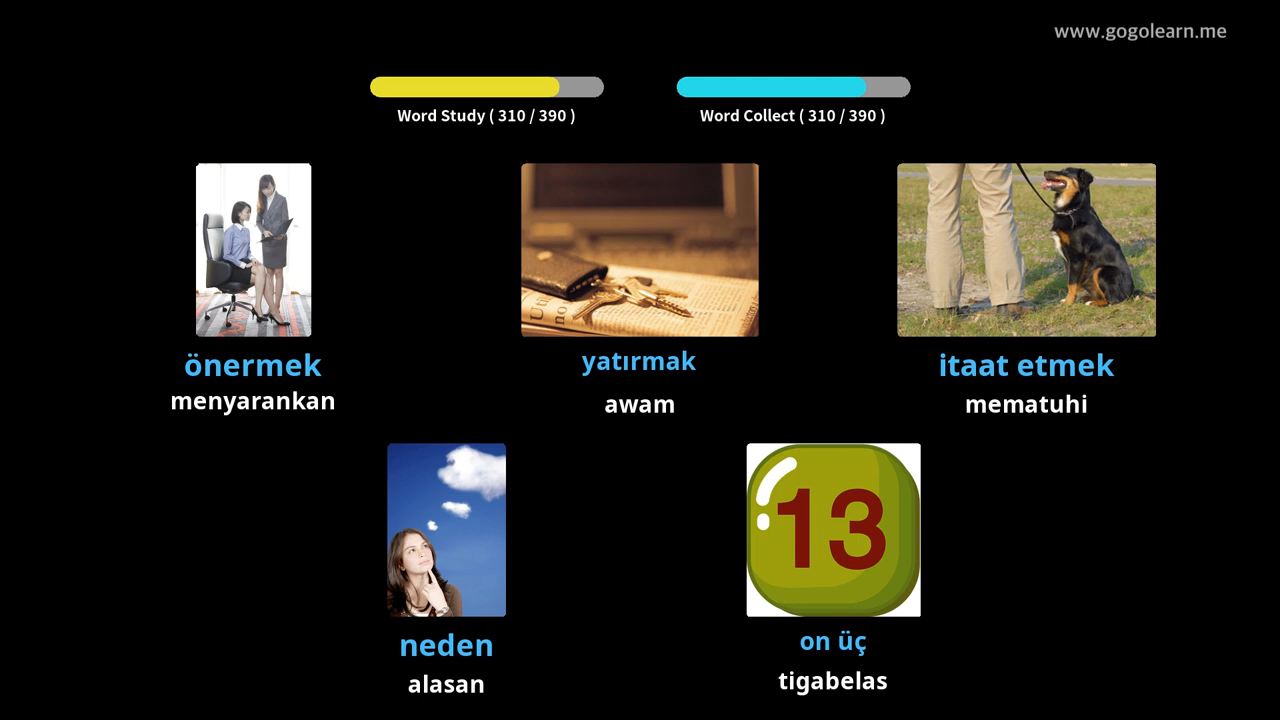 www.gogolearn.me
Word Study ( 310 / 390 )
Word Collect ( 310 / 390 )
önermek
menyarankan
yatırmak
awam
itaat etmek
mematuhi
neden
alasan
13
on üç
tigabelas